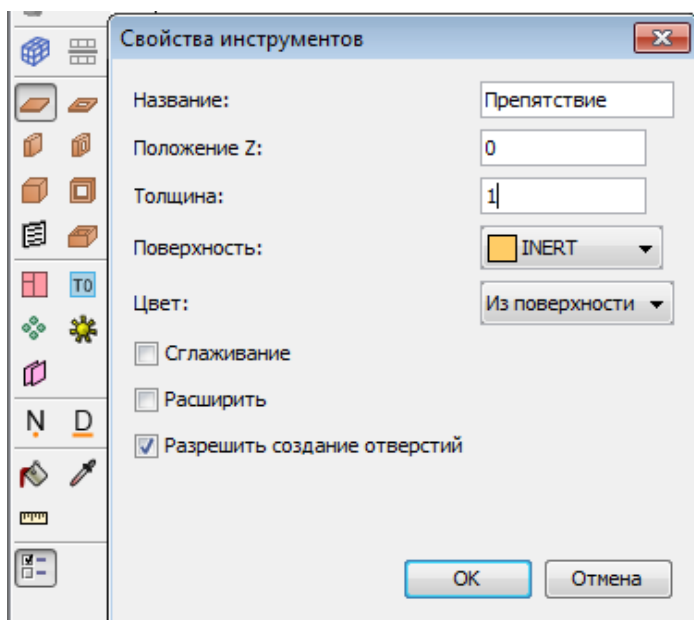 Свойства инструментов
Название: Препятствие
Положение Z: 0
Толщина: 1
Поверхность: INERT
Цвет: Из поверхности
Сглаживание
Расширить
Разрешить создание отверстий
T0
N D
OK Отмена